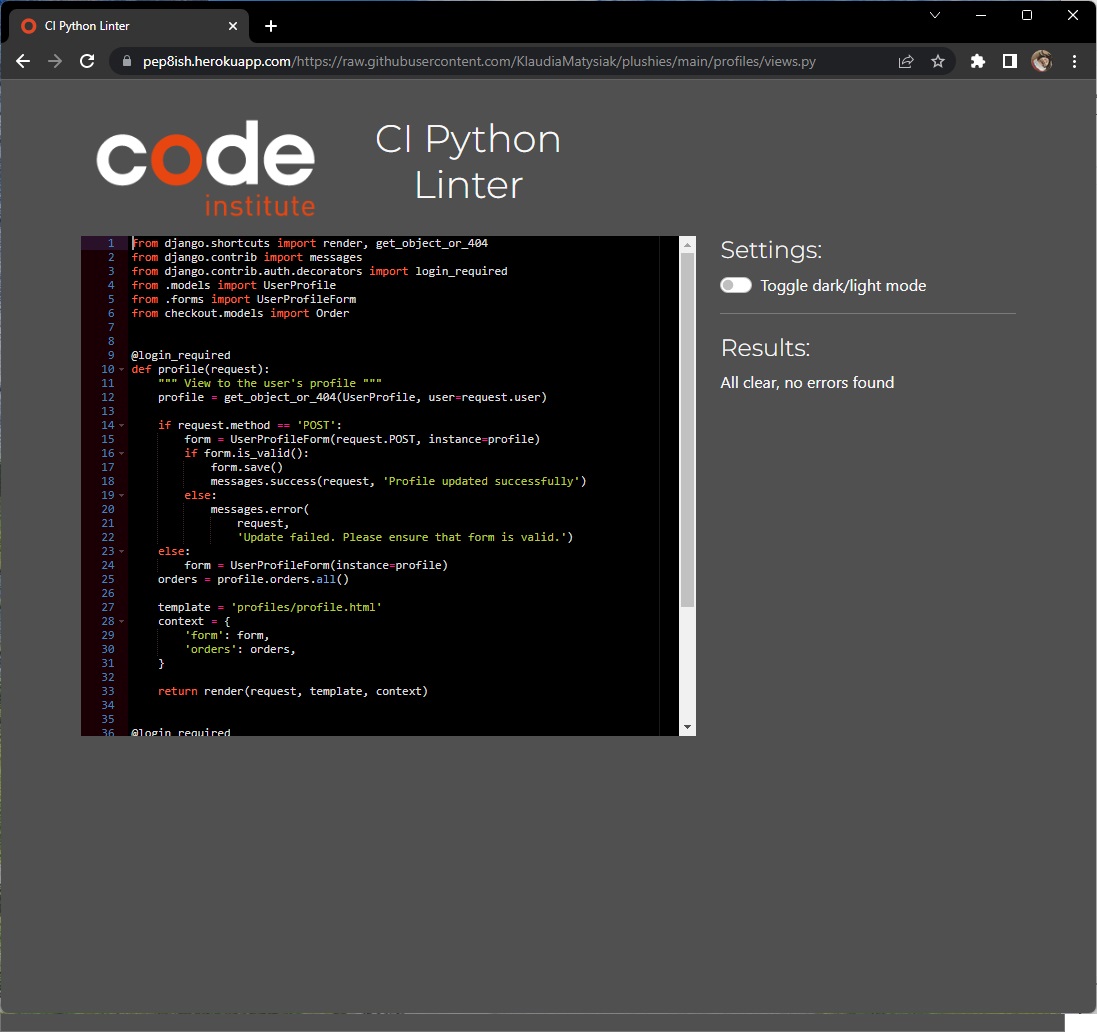 CI Python Linter
pep8ish.herokuapp.com/https://raw.githubusercontent.com/KlaudiaMatysiak/plushies/main/profiles/views.py
code
institute
CI Python
Linter
1 from django.shortcuts import render, get_object_or_404
2 from django.contrib import messages
3 from django.contrib.auth.decorators import login_required
4 from .models import UserProfile
5 from .forms import UserProfileForm
6 from checkout.models import Order
7
8
9 @login_required
10 def profile(request):
11     """ View to the user's profile """
12     profile = get_object_or_404(UserProfile, user=request.user)
13
14     if request.method == 'POST':
15         form = UserProfileForm(request.POST, instance=profile)
16         if form.is_valid():
17             form.save()
18             messages.success(request, 'Profile updated successfully')
19         else:
20             messages.error(
21                 request,
22                 'Update failed. Please ensure that form is valid.')
23     else:
24         form = UserProfileForm(instance=profile)
25     orders = profile.orders.all()
26
27     template = 'profiles/profile.html'
28     context = {
29         'form': form,
30         'orders': orders,
31     }
32
33     return render(request, template, context)
34
35
36 @login_required
Settings:
Toggle dark/light mode
Results:
All clear, no errors found